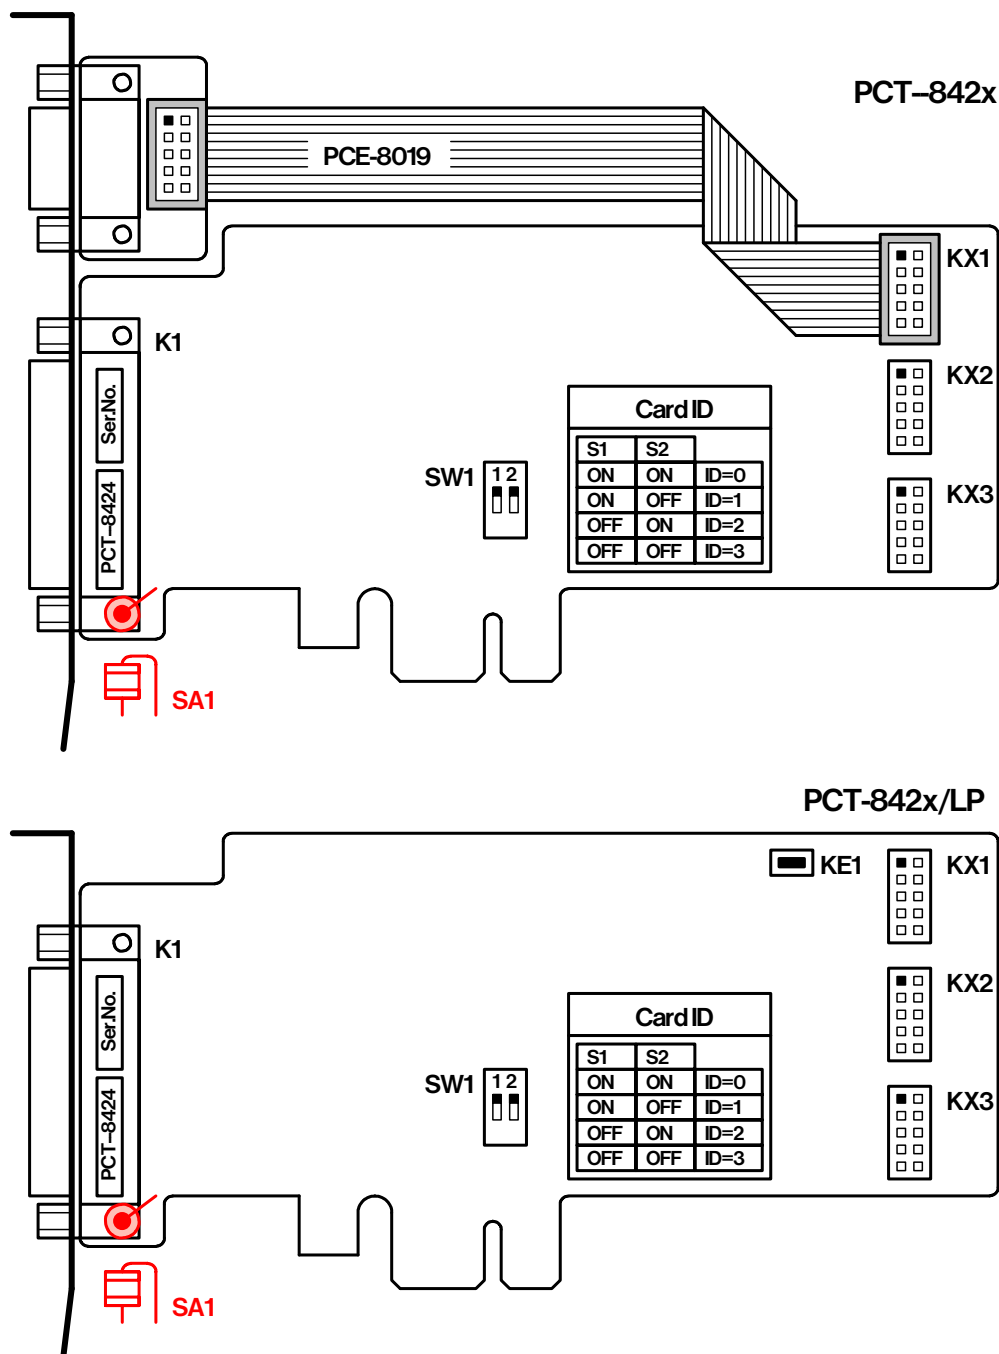 PCT-842x
PCE-8019
KX1
K1
Ser.No.
PCT-8424
KX2
Card ID
S1 S2
ON ON ID=0
ON OFF ID=1
OFF ON ID=2
OFF OFF ID=3
SW1
1 2
KX3
SA1
PCT-842x/LP
KE1
KX1
K1
Ser.No.
PCT-8424
KX2
Card ID
S1 S2
ON ON ID=0
ON OFF ID=1
OFF ON ID=2
OFF OFF ID=3
SW1
1 2
KX3
SA1